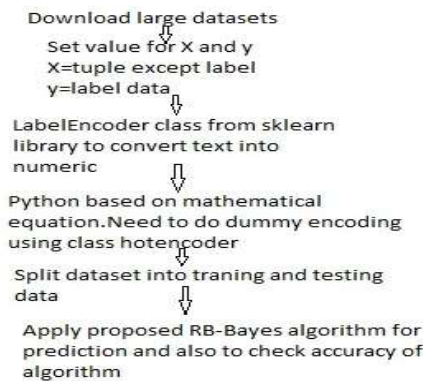 Download large datasets
Set value for X and y
X=tuple except label
y=label data
LabelEncoder class from sklearn
library to convert text into
numeric
Python based on mathematical
equation.Need to do dummy encoding
using class hotencoder
Split dataset into traning and testing
data
Apply proposed RB-Bayes algorithm for
prediction and also to check accuracy of
algorithm